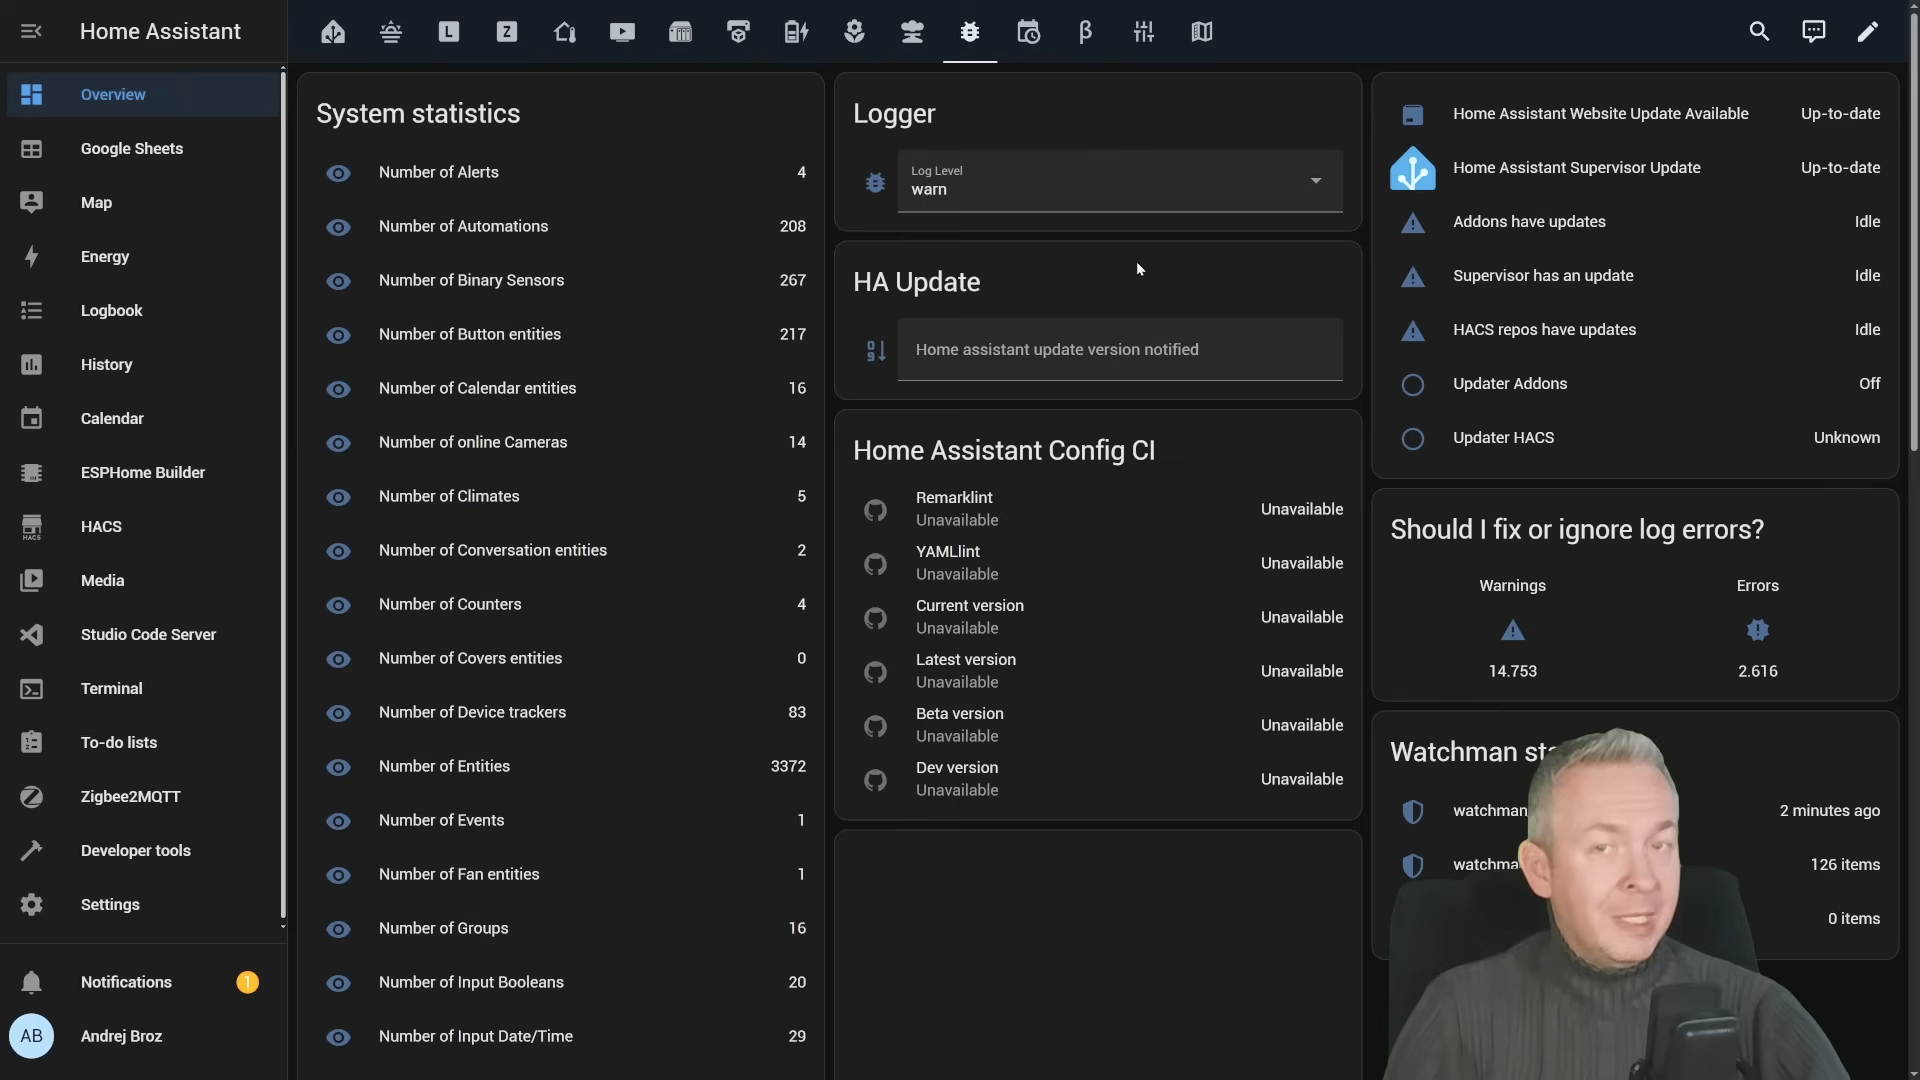 Home Assistant
L
Z
β
Overview
Google Sheets
Map
Energy
Logbook
History
Calendar
ESPHome Builder
HACS
HACS
Media
Studio Code Server
Terminal
To-do lists
Zigbee2MQTT
Developer tools
Settings
Notifications 1
AB Andrej Broz
System statistics
Number of Alerts 4
Number of Automations 208
Number of Binary Sensors 267
Number of Button entities 217
Number of Calendar entities 16
Number of online Cameras 14
Number of Climates 5
Number of Conversation entities 2
Number of Counters 4
Number of Covers entities 0
Number of Device trackers 83
Number of Entities 3372
Number of Events 1
Number of Fan entities 1
Number of Groups 16
Number of Input Booleans 20
Number of Input Date/Time 29
Logger
Log Level
warn
HA Update
Home assistant update version notified
Home Assistant Config CI
Remarklint
Unavailable Unavailable
YAMLlint
Unavailable Unavailable
Current version
Unavailable Unavailable
Latest version
Unavailable Unavailable
Beta version
Unavailable Unavailable
Dev version
Unavailable Unavailable
Home Assistant Website Update Available Up-to-date
Home Assistant Supervisor Update Up-to-date
Addons have updates Idle
Supervisor has an update Idle
HACS repos have updates Idle
Updater Addons Off
Updater HACS Unknown
Should I fix or ignore log errors?
Warnings Errors
14.753 2.616
Watchman
watchman 2 minutes ago
126 items
0 items